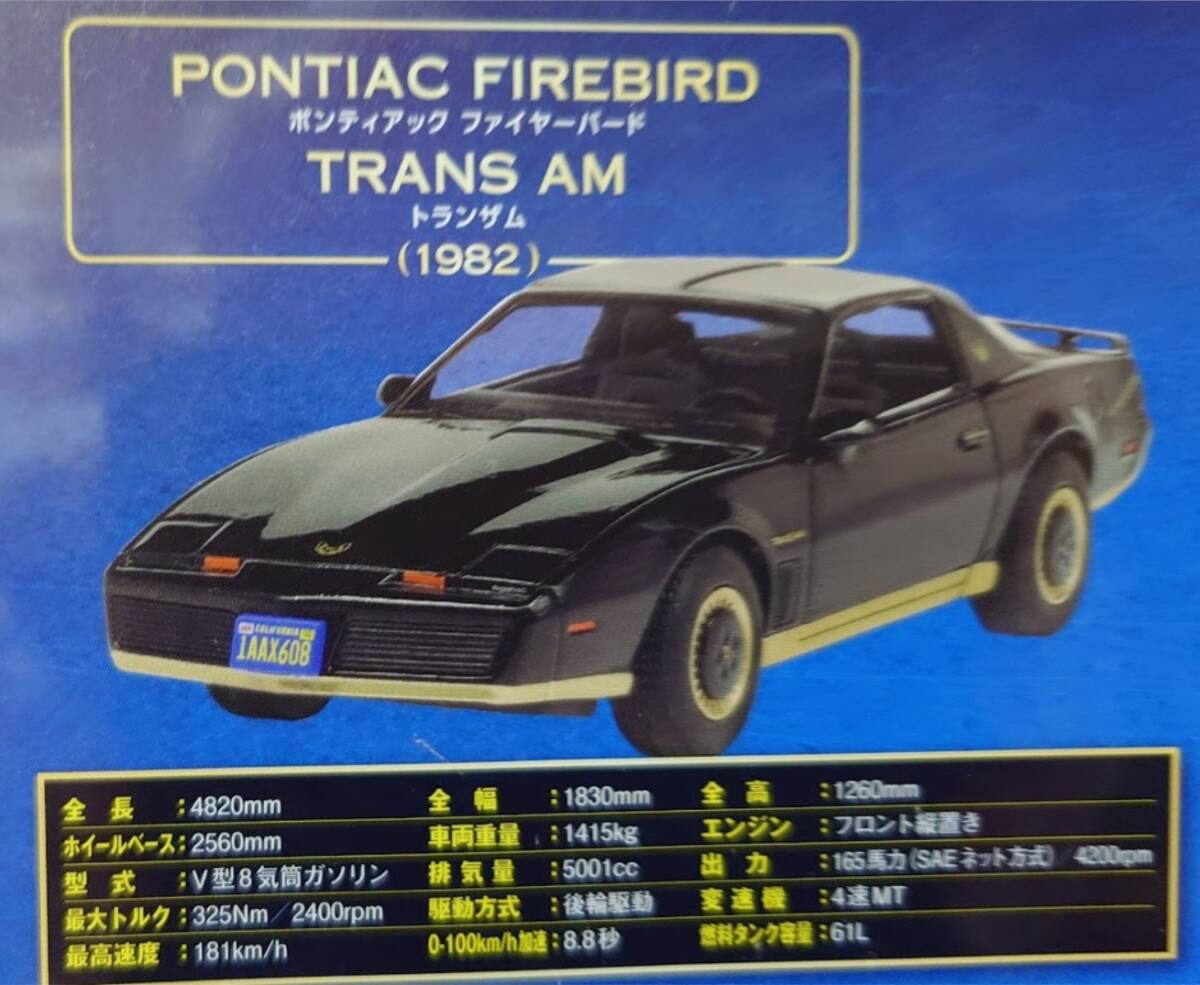 PONTIAC FIREBIRD
ポンティアック ファイヤーバード
TRANS AM
トランザム
(1982)
CALIFORNIA
1AAX608
全長:4820mm 全幅:1830mm 全高:1260mm
ホイールベース:2560mm 車両重量:1415kg エンジン:フロント縦置き
型式:V型8気筒ガソリン 排気量:5001cc 出力:165馬力(SAEネット方式)/4200rpm
最大トルク:325Nm/2400rpm 駆動方式:後輪駆動 変速機:4速MT
最高速度:181km/h 0-100km/h加速:8.8秒 燃料タンク容量:61L